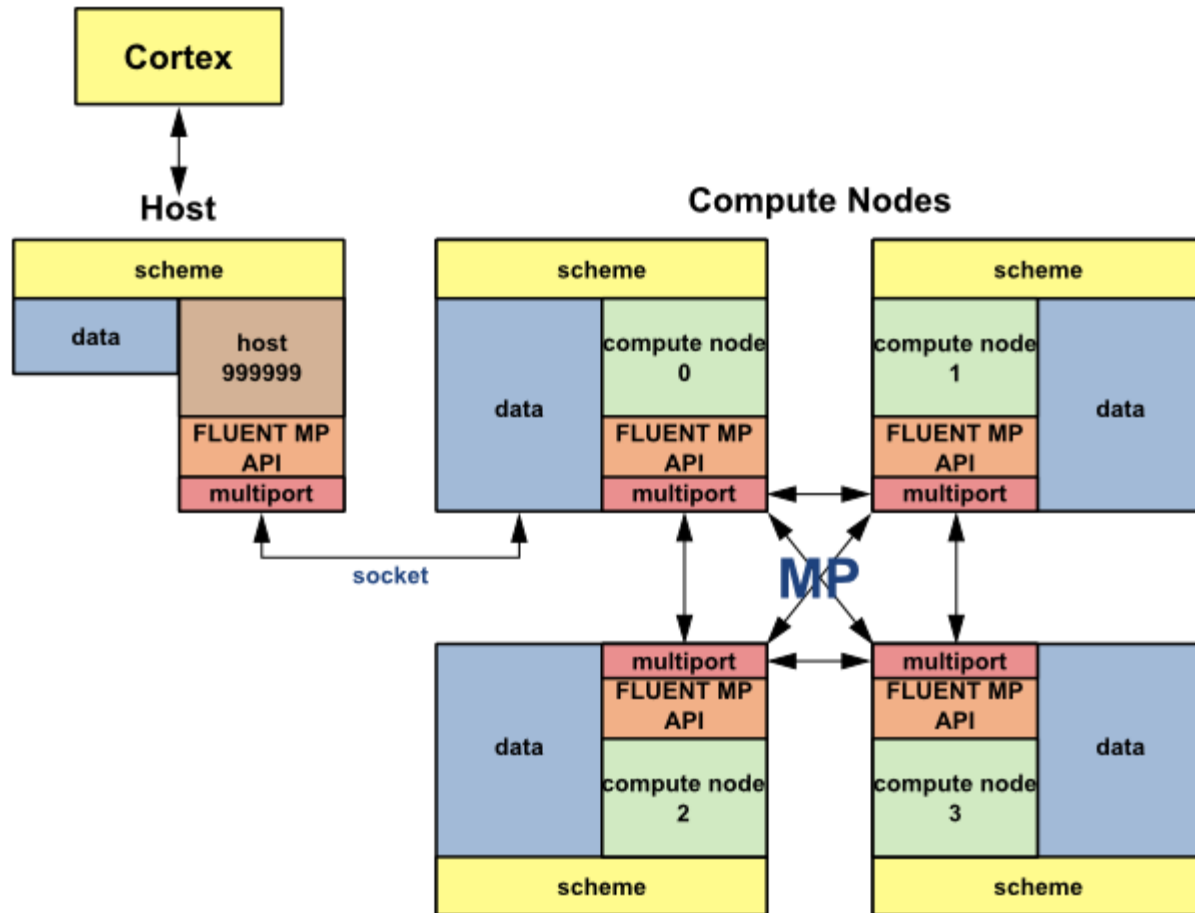 Cortex
Host
Compute Nodes
scheme
scheme
scheme
data
host
999999
data
compute node
0
compute node
1
data
FLUENT MP
API
FLUENT MP
API
FLUENT MP
API
multiport
multiport
multiport
socket
MP
multiport
multiport
data
FLUENT MP
API
FLUENT MP
API
data
compute node
2
compute node
3
scheme
scheme